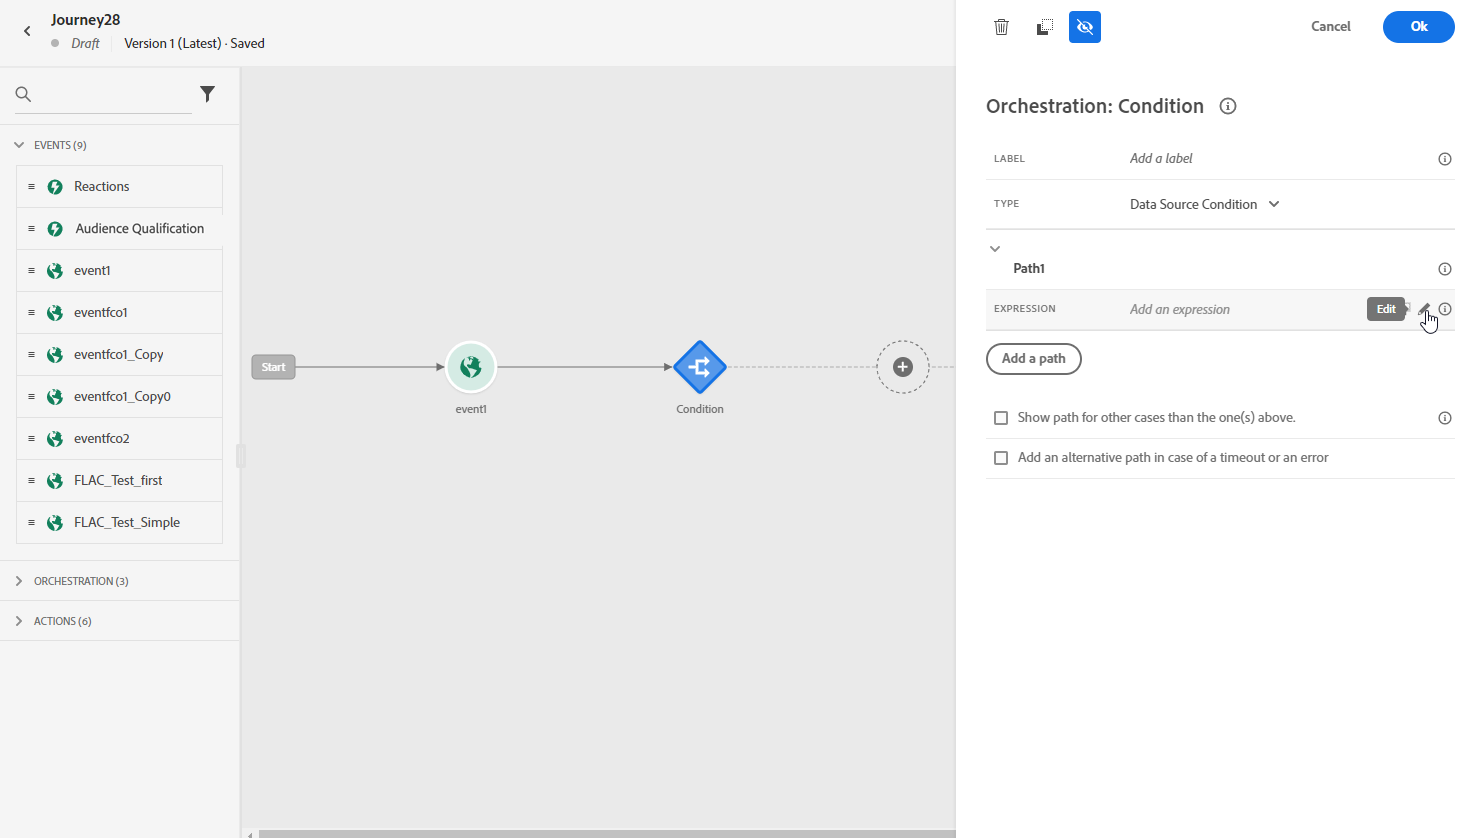 Journey28
Draft Version 1 (Latest) · Saved
EVENTS (9)
Reactions
Audience Qualification
event1
eventfco1
eventfco1_Copy
eventfco1_Copy0
eventfco2
FLAC_Test_first
FLAC_Test_Simple
ORCHESTRATION (3)
ACTIONS (6)
Start
event1
Condition
Cancel
Ok
Orchestration: Condition
LABEL Add a label
TYPE Data Source Condition
Path1
EXPRESSION Add an expression Edit
Add a path
Show path for other cases than the one(s) above.
Add an alternative path in case of a timeout or an error